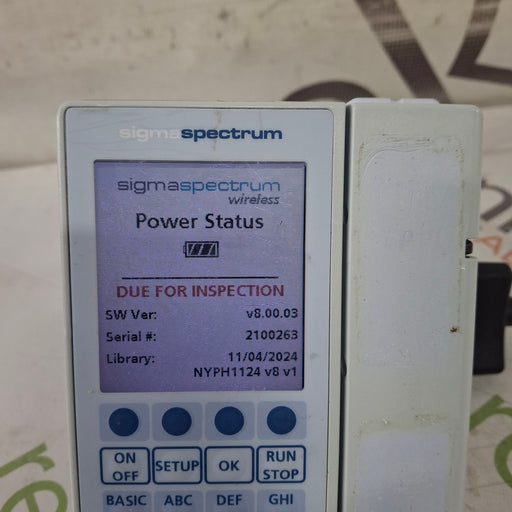 sigmaspectrum
sigmaspectrum
wireless
Power Status
DUE FOR INSPECTION
SW Ver: v8.00.03
Serial #: 2100263
Library: 11/04/2024
NYPH1124 v8 v1
ON OFF SETUP OK RUN STOP
BASIC ABC DEF GHI
re